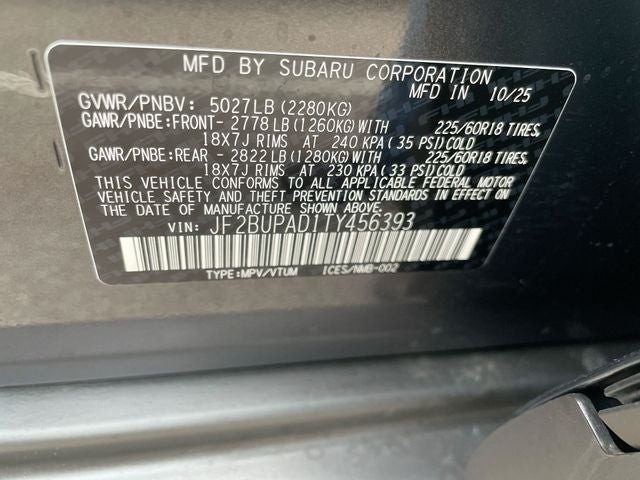 MFD BY SUBARU CORPORATION
MFD IN 10/25
GVWR/PNBV: 5027LB(2280KG)
GAWR/PNBE:FRONT- 2778 LB(1260KG)WITH 225/60R18 TIRES,
18X7J RIMS AT 240 KPA( 35 PSI)COLD
GAWR/PNBE:REAR - 2822 LB(1280KG)WITH 225/60R18 TIRES,
18X7J RIMS AT 230 KPA( 33 PSI)COLD
THIS VEHICLE CONFORMS TO ALL APPLICABLE FEDERAL MOTOR
VEHICLE SAFETY AND THEFT PREVENTION STANDARDS IN EFFECT ON
THE DATE OF MANUFACTURE SHOWN ABOVE.
VIN: JF2BUPAD1TY456393
TYPE:MPV/VTUM ICES/NMB-002